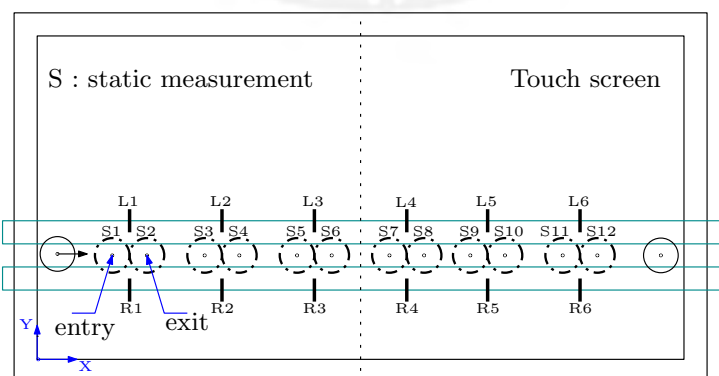 S : static measurement Touch screen
L1 L2 L3 L4 L5 L6
S1 S2 S3 S4 S5 S6 S7 S8 S9 S10 S11 S12
R1 R2 R3 R4 R5 R6
entry exit
Y
X